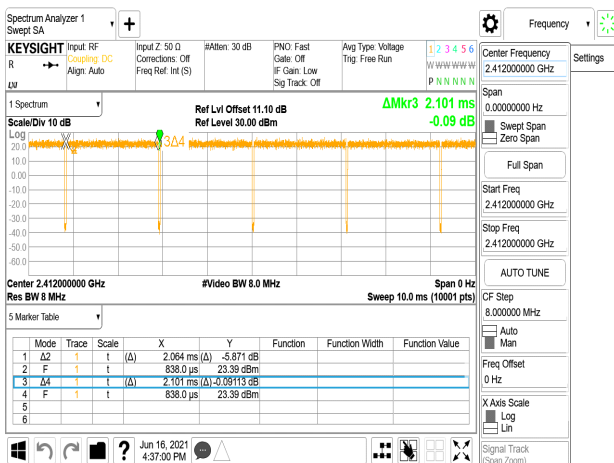 Spectrum Analyzer 1
Swept SA
+
Frequency
KEYSIGHT
R
Input: RF
Coupling: DC
Align: Auto
Input Z: 50 Ω
Corrections: Off
Freq Ref: Int (S)
#Atten: 30 dB
PNO: Fast
Gate: Off
IF Gain: Low
Sig Track: Off
Avg Type: Voltage
Trig: Free Run
1 2 3 4 5 6
W W W W W W
P N N N N N
Center Frequency
2.412000000 GHz
Settings
Span
0.00000000 Hz
Swept Span
Zero Span
Full Span
Start Freq
2.412000000 GHz
Stop Freq
2.412000000 GHz
AUTO TUNE
CF Step
8.000000 MHz
Auto
Man
Freq Offset
0 Hz
X Axis Scale
Log
Lin
Signal Track
(Span Zoom)
1 Spectrum
Scale/Div 10 dB
Ref Lvl Offset 11.10 dB
Ref Level 30.00 dBm
ΔMkr3 2.101 ms
-0.09 dB
Log
20.0
10.0
0.00
-10.0
-20.0
-30.0
-40.0
-50.0
-60.0
3Δ4
Center 2.412000000 GHz
Res BW 8 MHz
#Video BW 8.0 MHz
Span 0 Hz
Sweep 10.0 ms (10001 pts)
5 Marker Table
Mode Trace Scale X Y Function Function Width Function Value
1 Δ2 1 t (Δ) 2.064 ms (Δ) -5.871 dB
2 F 1 t 838.0 µs 23.39 dBm
3 Δ4 1 t (Δ) 2.101 ms (Δ) -0.09113 dB
4 F 1 t 838.0 µs 23.39 dBm
5
6
?
Jun 16, 2021
4:37:00 PM